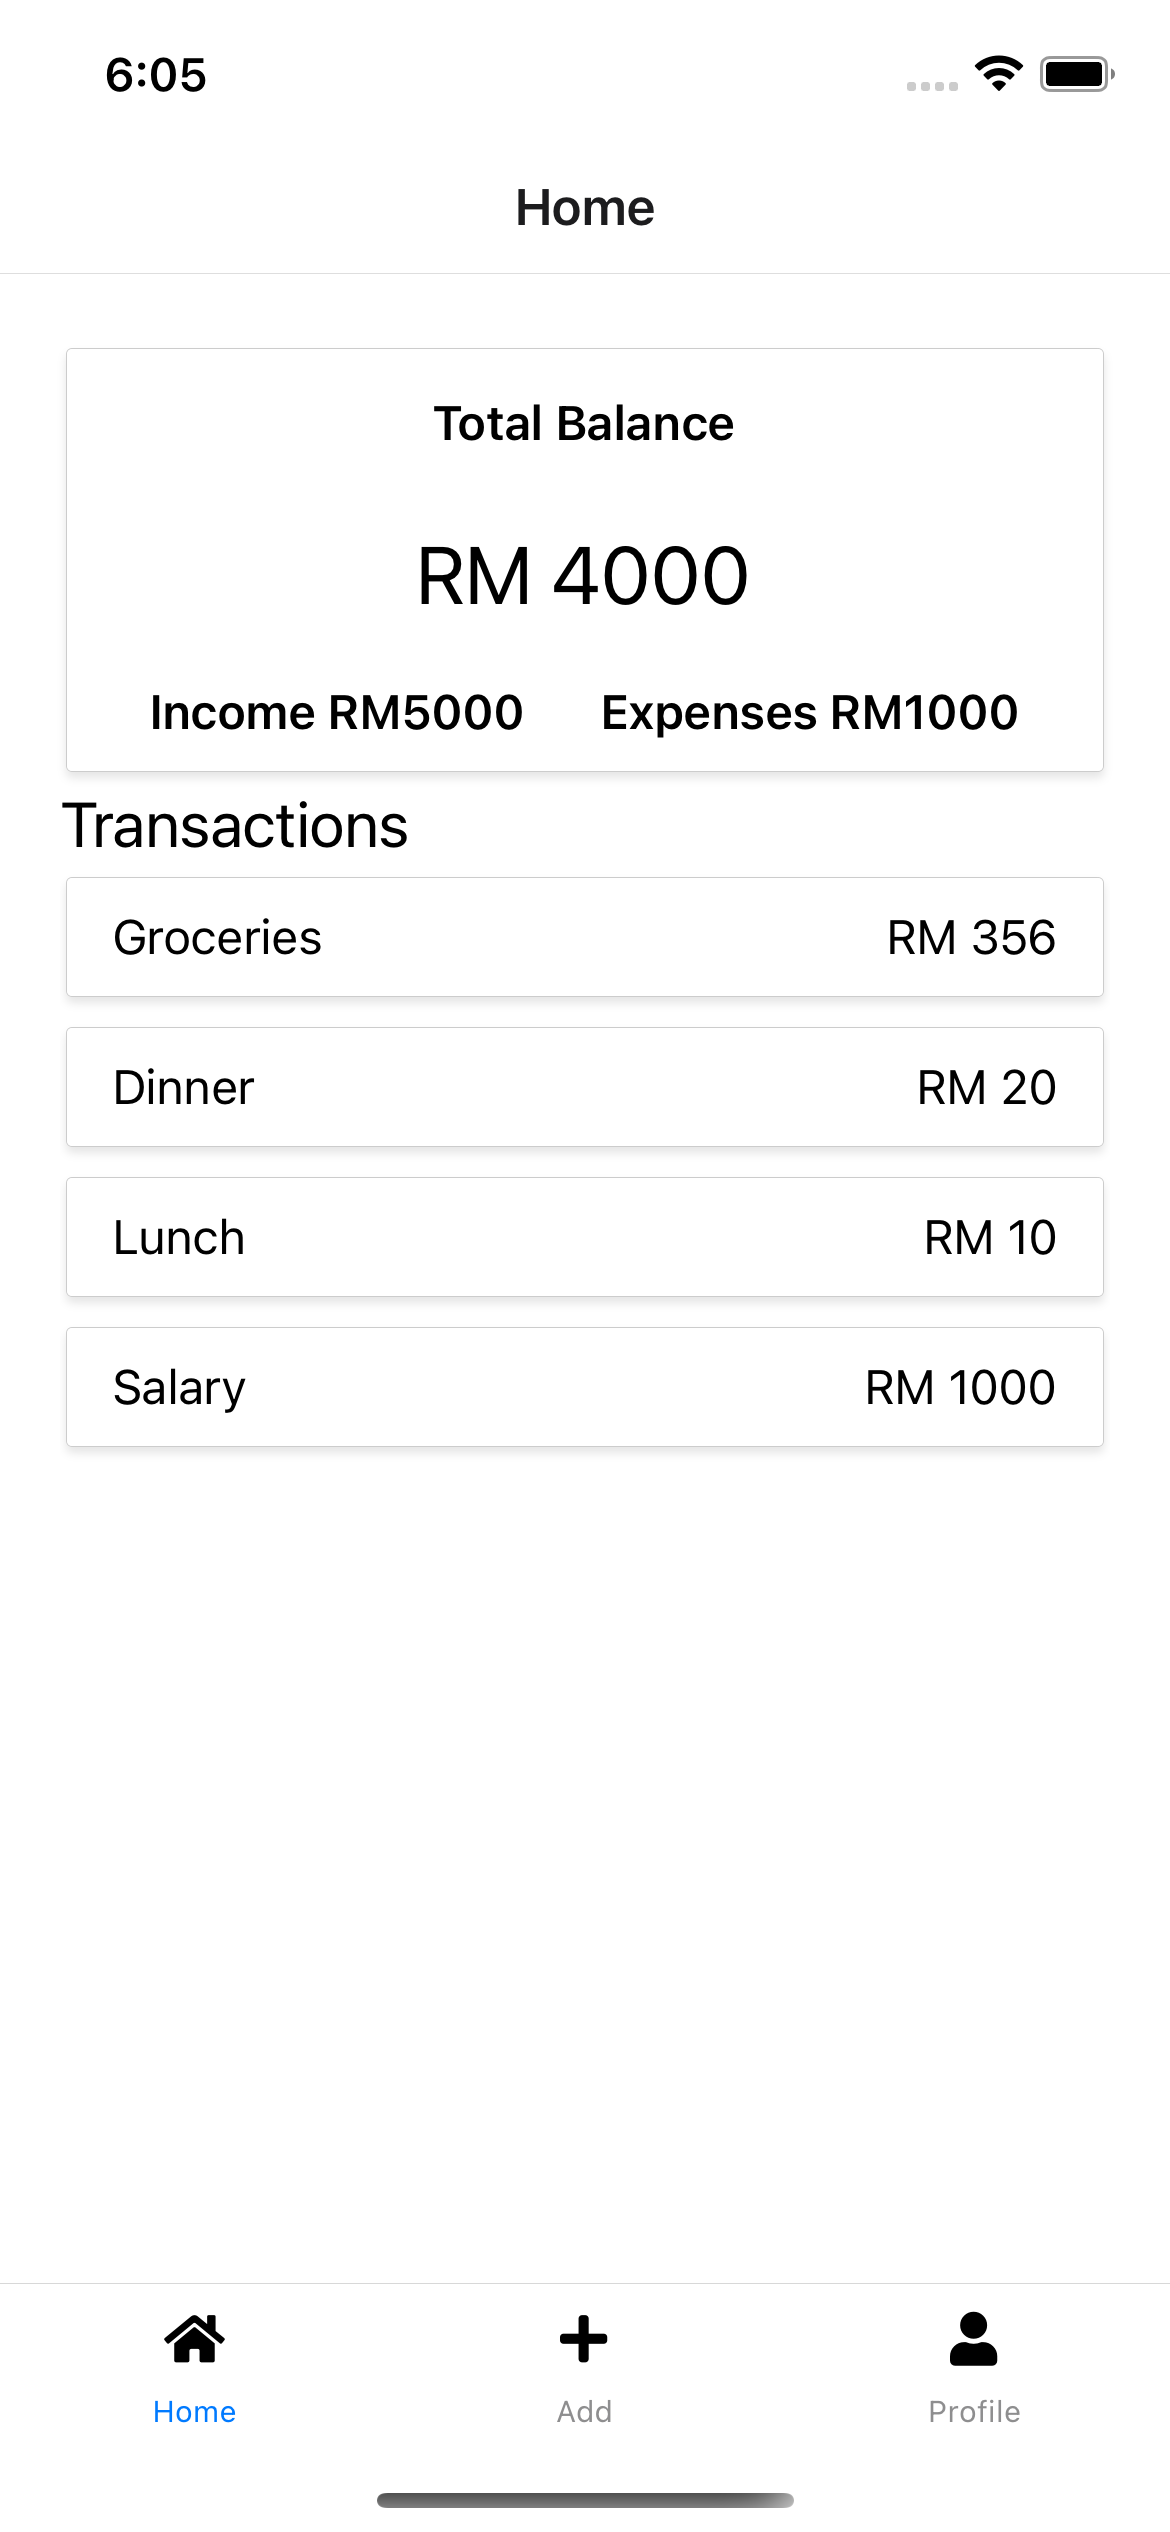 6:05
Home
Total Balance
RM 4000
Income RM5000 Expenses RM1000
Transactions
Groceries RM 356
Dinner RM 20
Lunch RM 10
Salary RM 1000
Home Add Profile